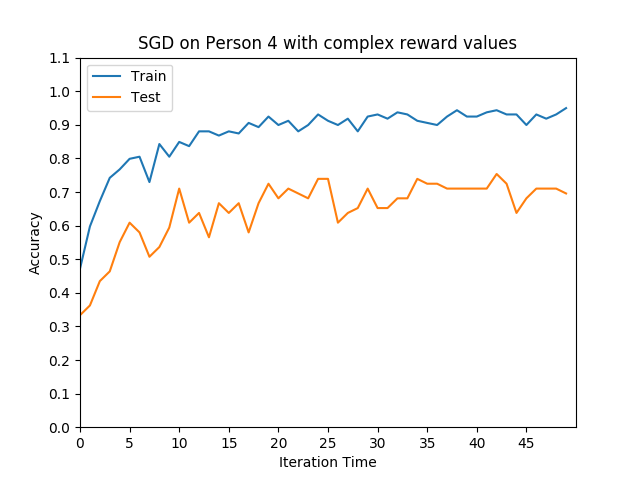 SGD on Person 4 with complex reward values
1.1
1.0
0.9
0.8
0.7
0.6
0.5
0.4
0.3
0.2
0.1
0.0
Accuracy
Train
Test
0 5 10 15 20 25 30 35 40 45
Iteration Time